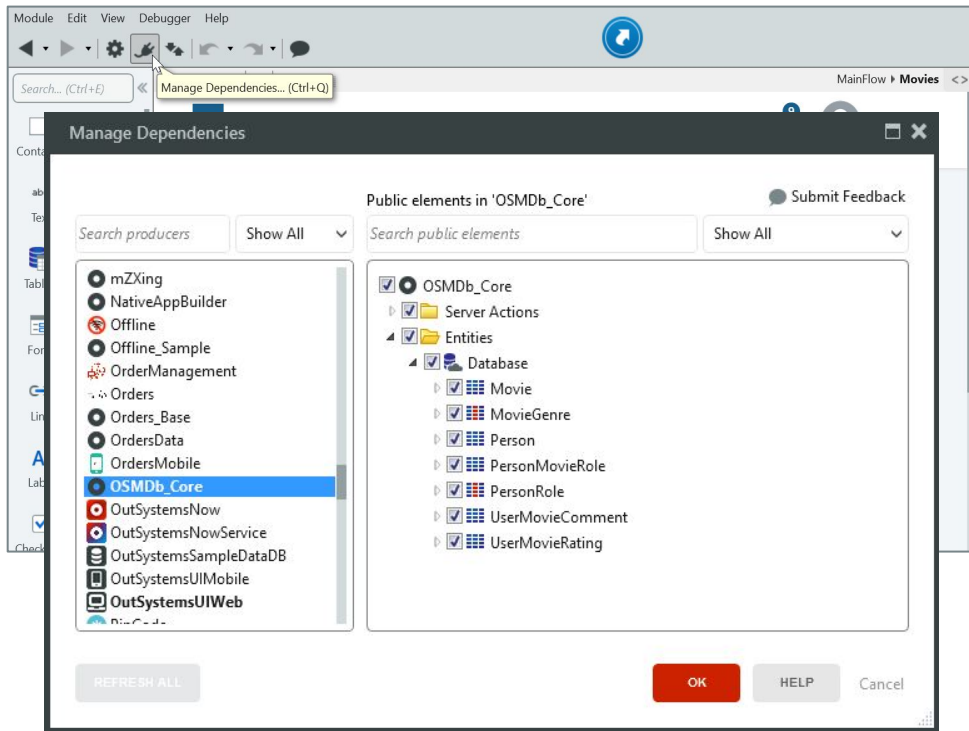 Module Edit View Debugger Help
Search... (Ctrl+E)
Manage Dependencies... (Ctrl+Q)
MainFlow Movies <>
Manage Dependencies
Public elements in 'OSMDb_Core'
Submit Feedback
Search producers
Show All
Search public elements
Show All
mZXing
NativeAppBuilder
Offline
Offline_Sample
OrderManagement
Orders
Orders_Base
OrdersData
OrdersMobile
OSMDb_Core
OutSystemsNow
OutSystemsNowService
OutSystemsSampleDataDB
OutSystemsUIMobile
OutSystemsUIWeb
OSMDb_Core
Server Actions
Entities
Database
Movie
MovieGenre
Person
PersonMovieRole
PersonRole
UserMovieComment
UserMovieRating
REFRESH ALL
OK
HELP
Cancel